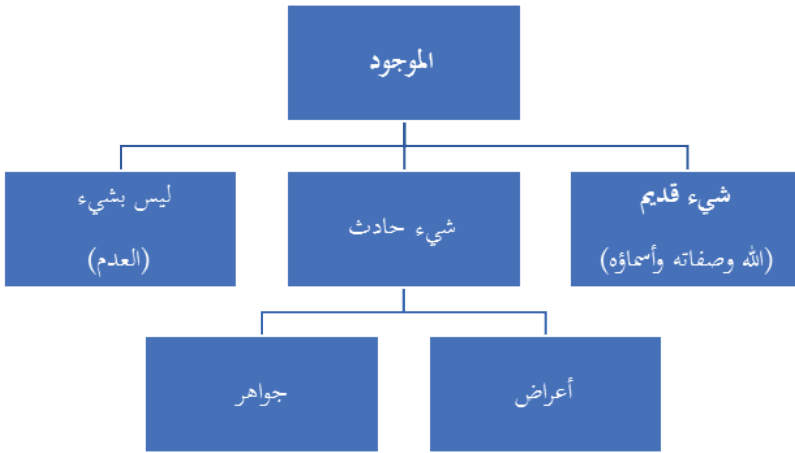 الموجود
شيء قديم
(الله وصفاته وأسماؤه)
شيء حادث
ليس بشيء
(العدم)
أعراض
جواهر